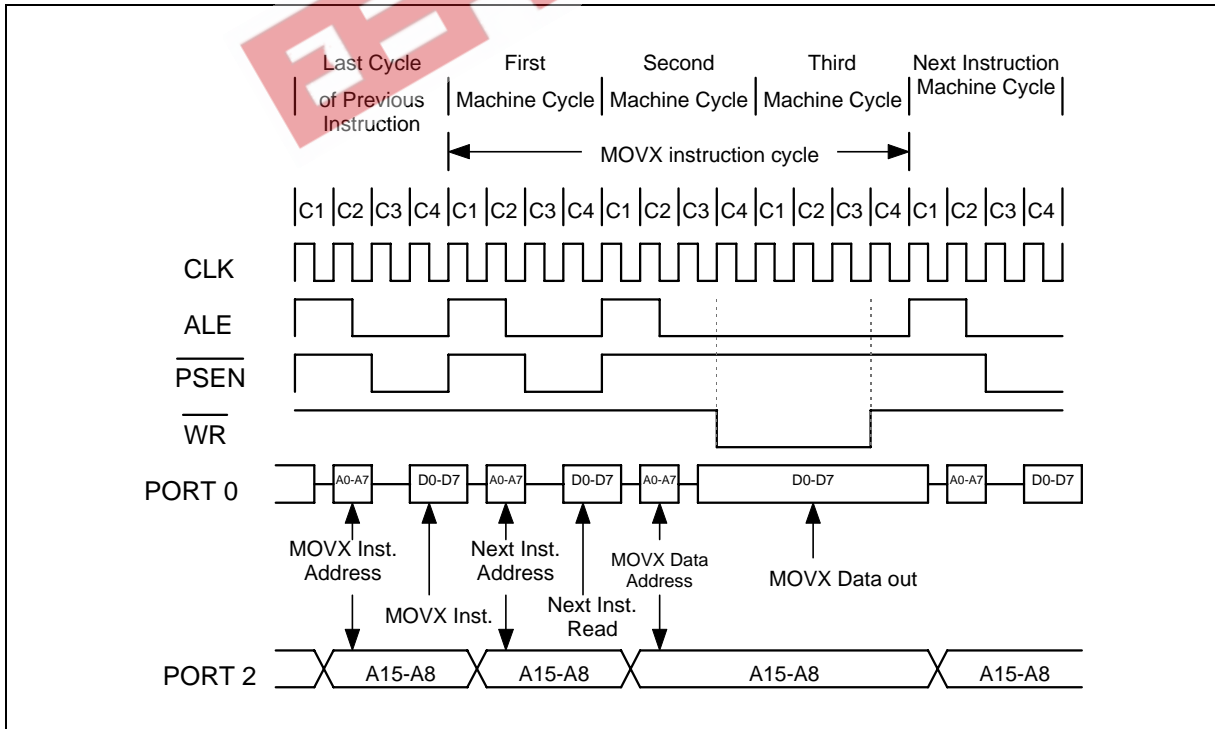 Last Cycle
of Previous
Instruction
First
Machine Cycle
Second
Machine Cycle
Third
Machine Cycle
Next Instruction
Machine Cycle
MOVX instruction cycle
C1 C2 C3 C4 C1 C2 C3 C4 C1 C2 C3 C4 C1 C2 C3 C4 C1 C2 C3 C4
CLK
ALE
PSEN
WR
PORT 0
A0-A7 D0-D7 A0-A7 D0-D7 A0-A7 D0-D7 A0-A7 D0-D7
MOVX Inst.
Address
MOVX Inst.
Next Inst.
Address
Next Inst.
Read
MOVX Data
Address
MOVX Data out
PORT 2
A15-A8 A15-A8 A15-A8 A15-A8